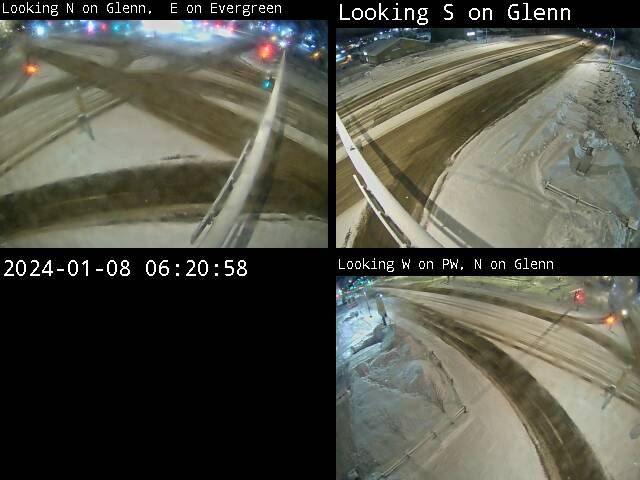 Looking N on Glenn,  E on Evergreen
Looking S on Glenn
2024-01-08 06:20:58
Looking W on PW, N on Glenn